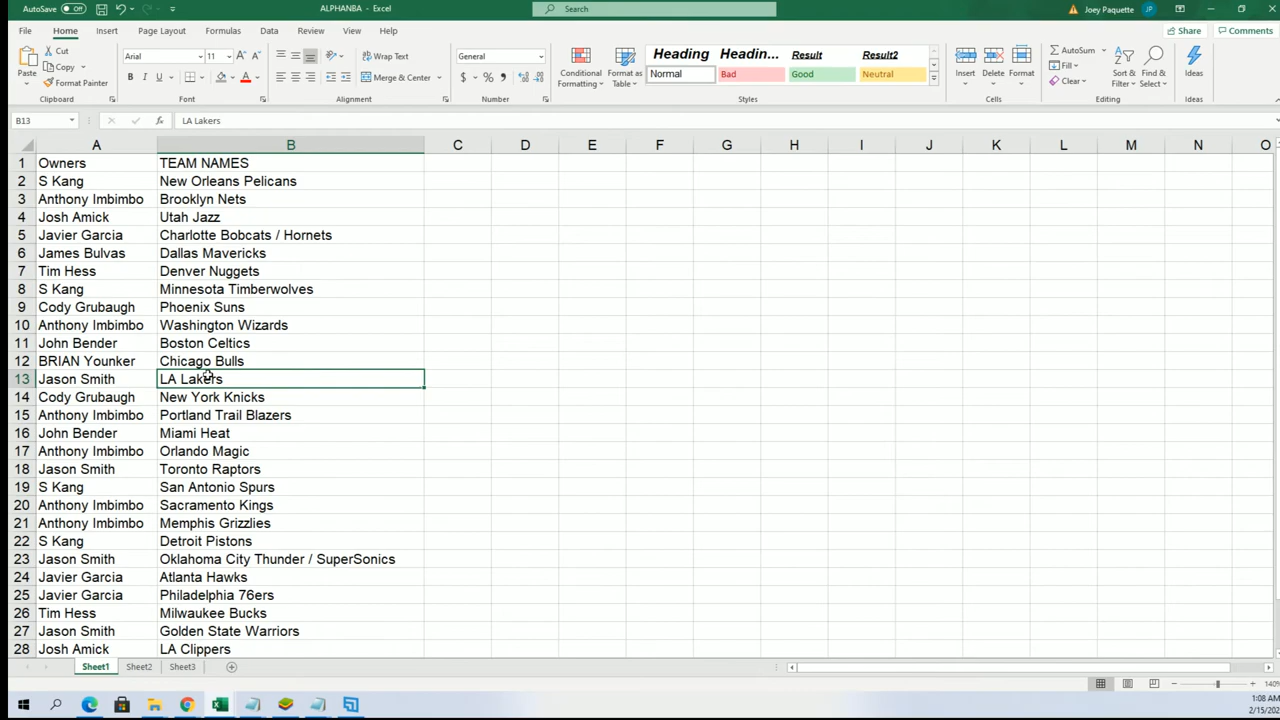 AutoSave Off ALPHANBA - Excel Search Joey Paquette JP
File Home Insert Page Layout Formulas Data Review View Help Share Comments
Paste Cut Copy Format Painter Clipboard
Arial 11 A A B I U A Font
Wrap Text Merge & Center Alignment
General $ % Number
Conditional Formatting Format as Table
Heading Headin... Result Result2
Normal Bad Good Neutral
Styles
Insert Delete Format Cells
AutoSum Fill Clear Sort & Filter Find & Select Editing
Ideas Ideas
B13 fx LA Lakers
A B C D E F G H I J K L M N O
1 Owners TEAM NAMES
2 S Kang New Orleans Pelicans
3 Anthony Imbimbo Brooklyn Nets
4 Josh Amick Utah Jazz
5 Javier Garcia Charlotte Bobcats / Hornets
6 James Bulvas Dallas Mavericks
7 Tim Hess Denver Nuggets
8 S Kang Minnesota Timberwolves
9 Cody Grubaugh Phoenix Suns
10 Anthony Imbimbo Washington Wizards
11 John Bender Boston Celtics
12 BRIAN Younker Chicago Bulls
13 Jason Smith LA Lakers
14 Cody Grubaugh New York Knicks
15 Anthony Imbimbo Portland Trail Blazers
16 John Bender Miami Heat
17 Anthony Imbimbo Orlando Magic
18 Jason Smith Toronto Raptors
19 S Kang San Antonio Spurs
20 Anthony Imbimbo Sacramento Kings
21 Anthony Imbimbo Memphis Grizzlies
22 S Kang Detroit Pistons
23 Jason Smith Oklahoma City Thunder / SuperSonics
24 Javier Garcia Atlanta Hawks
25 Javier Garcia Philadelphia 76ers
26 Tim Hess Milwaukee Bucks
27 Jason Smith Golden State Warriors
28 Josh Amick LA Clippers
Sheet1 Sheet2 Sheet3
140%
1:08 AM
2/15/202